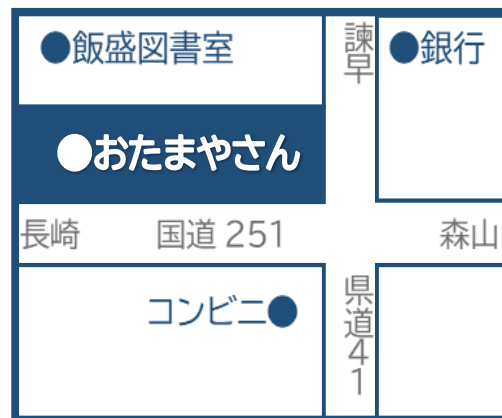 ●飯盛図書室
諫早
●銀行
●おたまやさん
長崎
国道 251
森山
コンビニ●
県道41